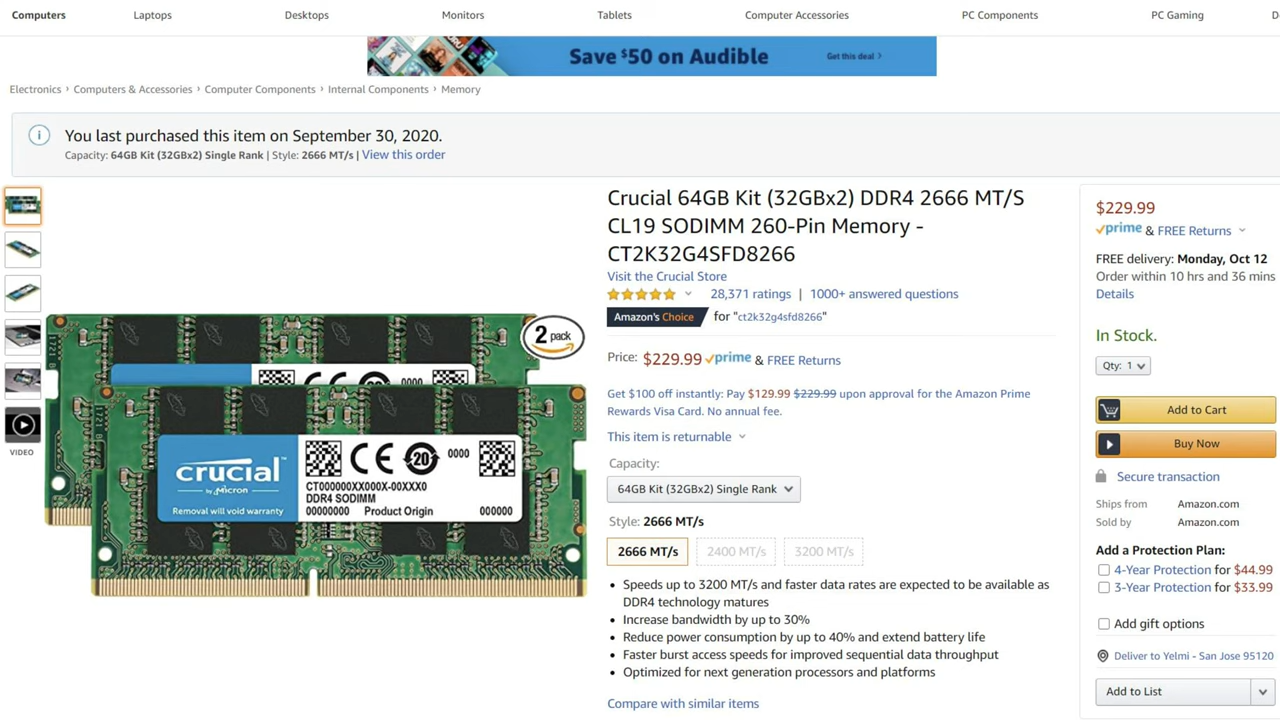 Computers Laptops Desktops Monitors Tablets Computer Accessories PC Components PC Gaming D
Save $50 on Audible Get this deal ›
Electronics › Computers & Accessories › Computer Components › Internal Components › Memory
You last purchased this item on September 30, 2020.
Capacity: 64GB Kit (32GBx2) Single Rank | Style: 2666 MT/s | View this order
VIDEO
2 pack
0000
crucial™
by Micron
Removal will void warranty
CE 20 0000
CT000000XX000X-00XXX0
DDR4 SODIMM
00000000 Product Origin 000000
Crucial 64GB Kit (32GBx2) DDR4 2666 MT/S
CL19 SODIMM 260-Pin Memory -
CT2K32G4SFD8266
Visit the Crucial Store
28,371 ratings | 1000+ answered questions
Amazon's Choice for "ct2k32g4sfd8266"
Price: $229.99 prime & FREE Returns
Get $100 off instantly: Pay $129.99 $229.99 upon approval for the Amazon Prime
Rewards Visa Card. No annual fee.
This item is returnable
Capacity:
64GB Kit (32GBx2) Single Rank
Style: 2666 MT/s
2666 MT/s 2400 MT/s 3200 MT/s
• Speeds up to 3200 MT/s and faster data rates are expected to be available as
DDR4 technology matures
• Increase bandwidth by up to 30%
• Reduce power consumption by up to 40% and extend battery life
• Faster burst access speeds for improved sequential data throughput
• Optimized for next generation processors and platforms
Compare with similar items
$229.99
prime & FREE Returns
FREE delivery: Monday, Oct 12
Order within 10 hrs and 36 mins
Details
In Stock.
Qty: 1
Add to Cart
Buy Now
Secure transaction
Ships from Amazon.com
Sold by Amazon.com
Add a Protection Plan:
4-Year Protection for $44.99
3-Year Protection for $33.99
Add gift options
Deliver to Yelmi - San Jose 95120
Add to List